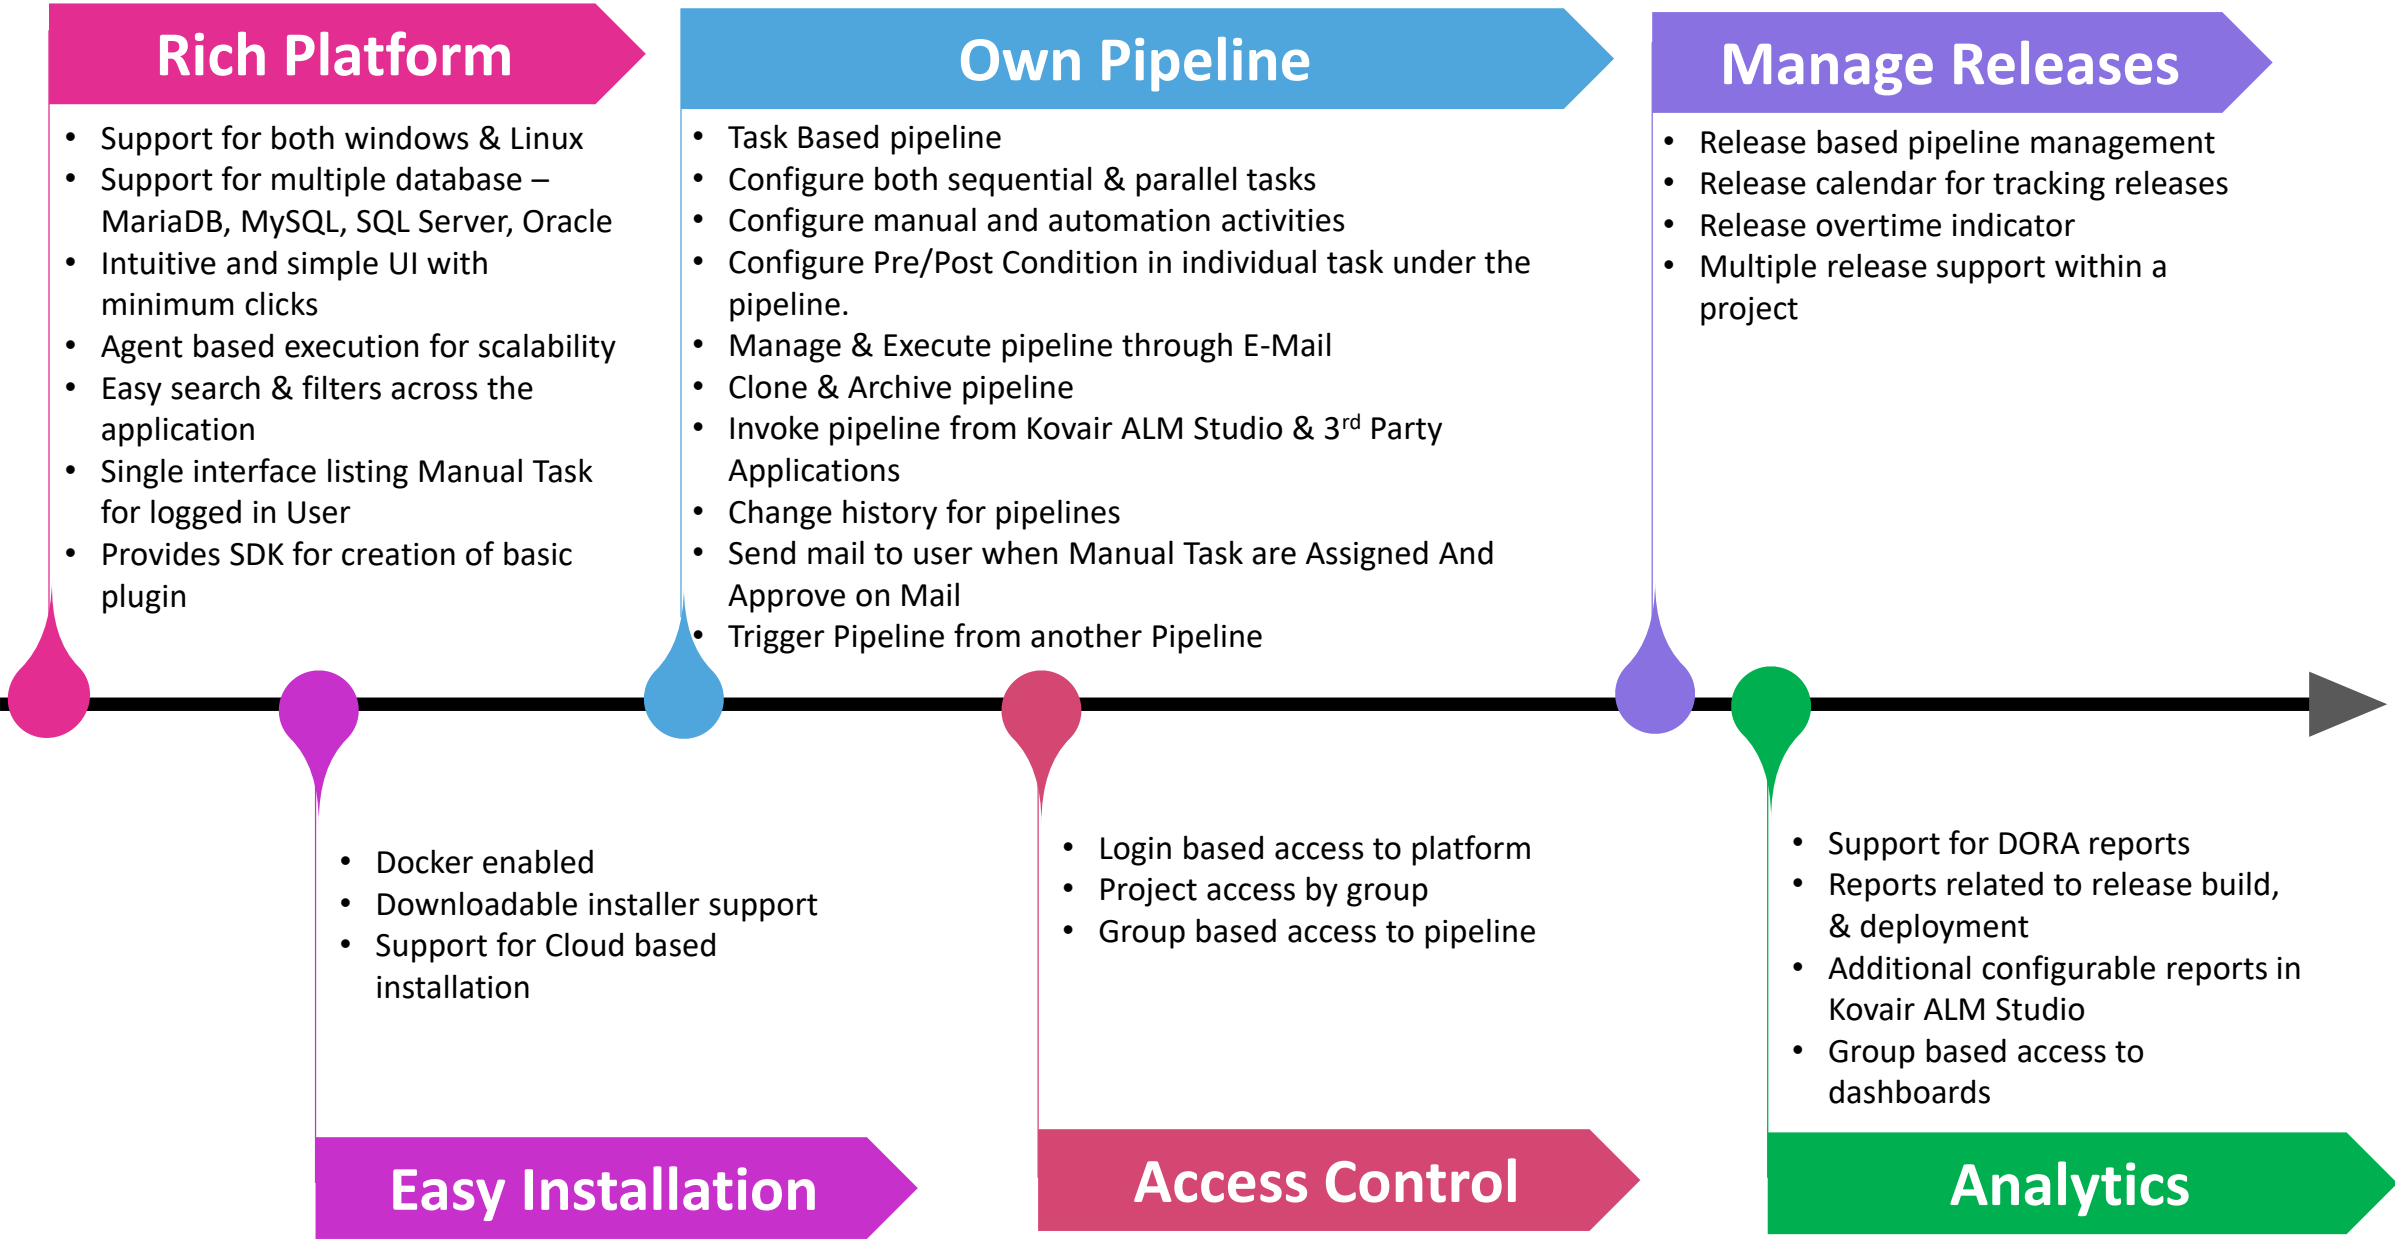 Rich Platform
• Support for both windows & Linux
• Support for multiple database –
MariaDB, MySQL, SQL Server, Oracle
• Intuitive and simple UI with
minimum clicks
• Agent based execution for scalability
• Easy search & filters across the
application
• Single interface listing Manual Task
for logged in User
• Provides SDK for creation of basic
plugin
Own Pipeline
• Task Based pipeline
• Configure both sequential & parallel tasks
• Configure manual and automation activities
• Configure Pre/Post Condition in individual task under the
pipeline.
• Manage & Execute pipeline through E-Mail
• Clone & Archive pipeline
• Invoke pipeline from Kovair ALM Studio & 3rd Party
Applications
• Change history for pipelines
• Send mail to user when Manual Task are Assigned And
Approve on Mail
• Trigger Pipeline from another Pipeline
Manage Releases
• Release based pipeline management
• Release calendar for tracking releases
• Release overtime indicator
• Multiple release support within a
project
• Docker enabled
• Downloadable installer support
• Support for Cloud based
installation
Easy Installation
• Login based access to platform
• Project access by group
• Group based access to pipeline
Access Control
• Support for DORA reports
• Reports related to release build,
& deployment
• Additional configurable reports in
Kovair ALM Studio
• Group based access to
dashboards
Analytics